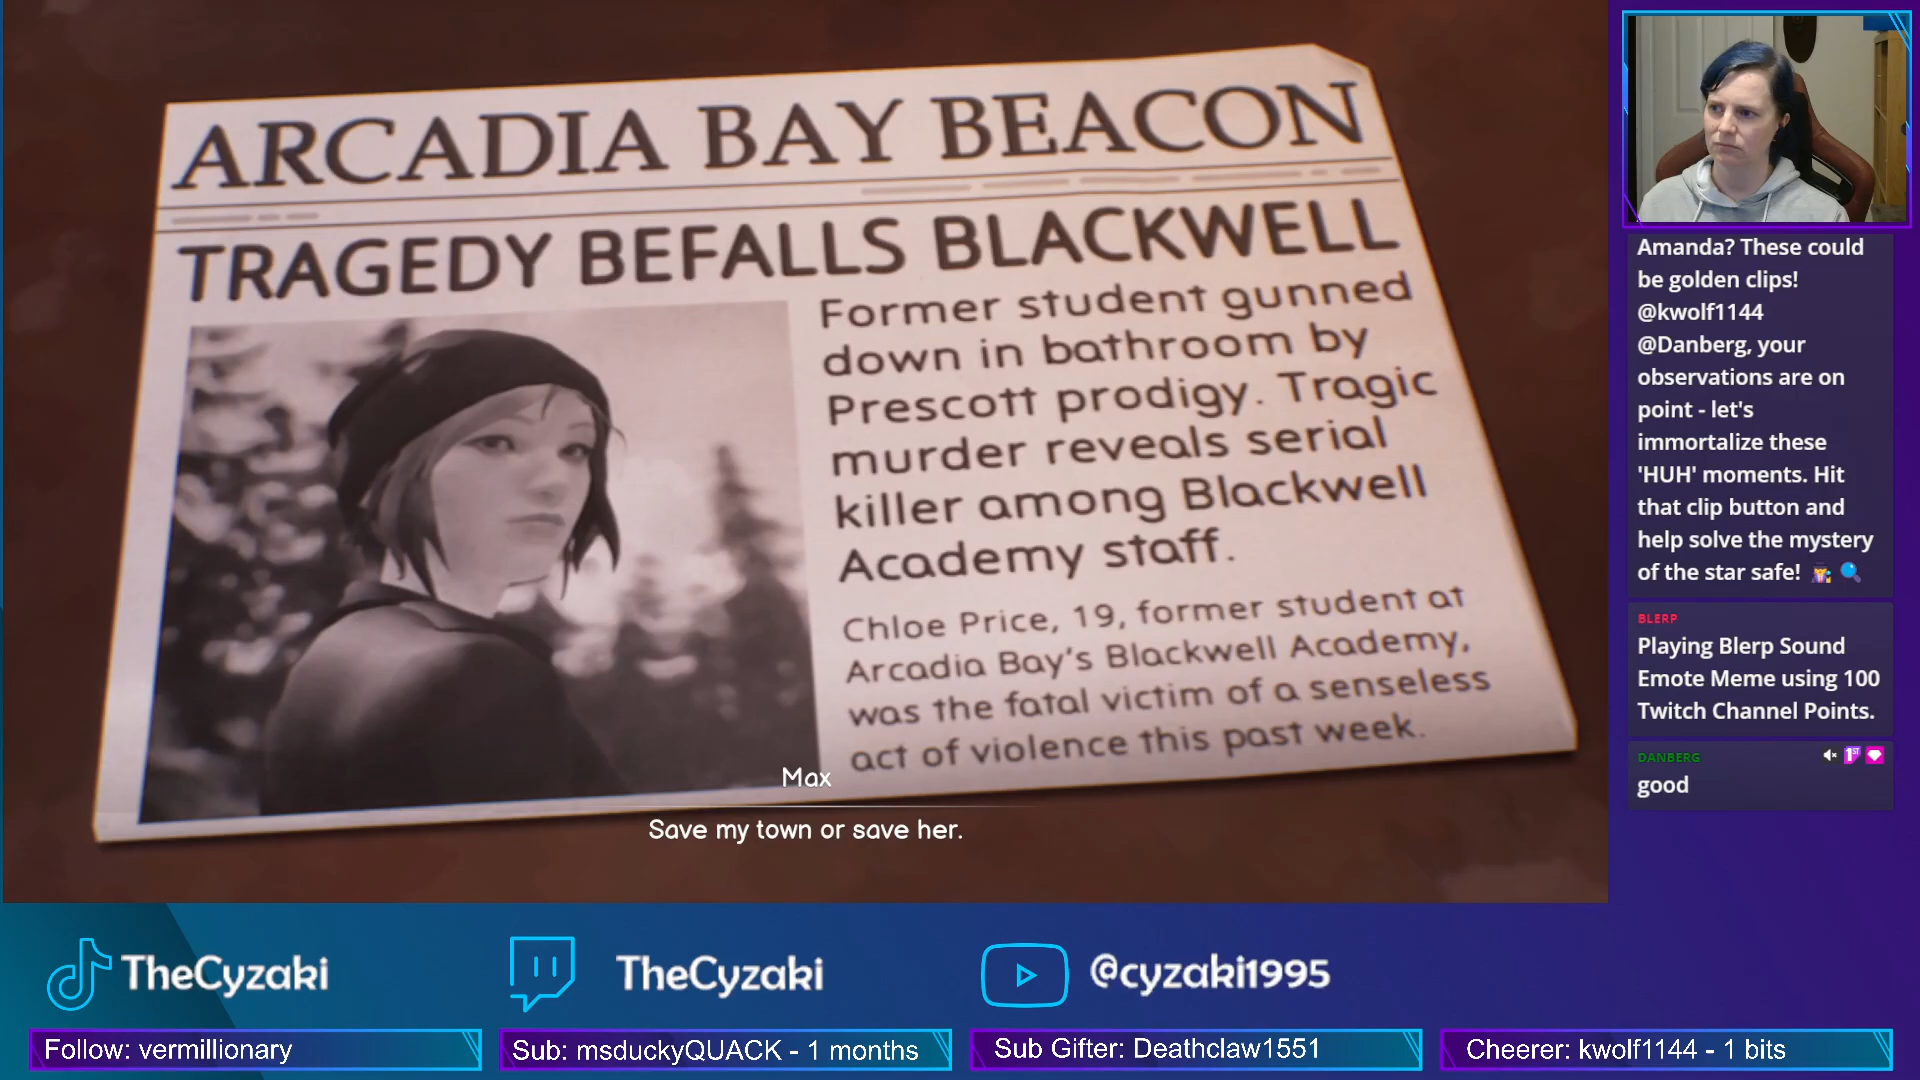 ARCADIA BAY BEACON
TRAGEDY BEFALLS BLACKWELL
Former student gunned
down in bathroom by
Prescott prodigy. Tragic
murder reveals serial
killer among Blackwell
Academy staff.
Chloe Price, 19, former student at
Arcadia Bay's Blackwell Academy,
was the fatal victim of a senseless
act of violence this past week.
Max
Save my town or save her.
Amanda? These could
be golden clips!
@kwolf1144
@Danberg, your
observations are on
point - let's
immortalize these
'HUH' moments. Hit
that clip button and
help solve the mystery
of the star safe!
BLERP
Playing Blerp Sound
Emote Meme using 100
Twitch Channel Points.
DANBERG
1ST
good
TheCyzaki
TheCyzaki
@cyzaki1995
Follow: vermillionary
Sub: msduckyQUACK - 1 months
Sub Gifter: Deathclaw1551
Cheerer: kwolf1144 - 1 bits